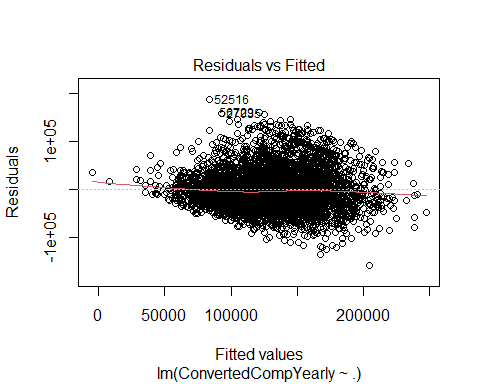 Residuals vs Fitted
52516
1e+05
-1e+05
Residuals
0
50000
100000
200000
Fitted values
lm(ConvertedCompYearly ~ .)